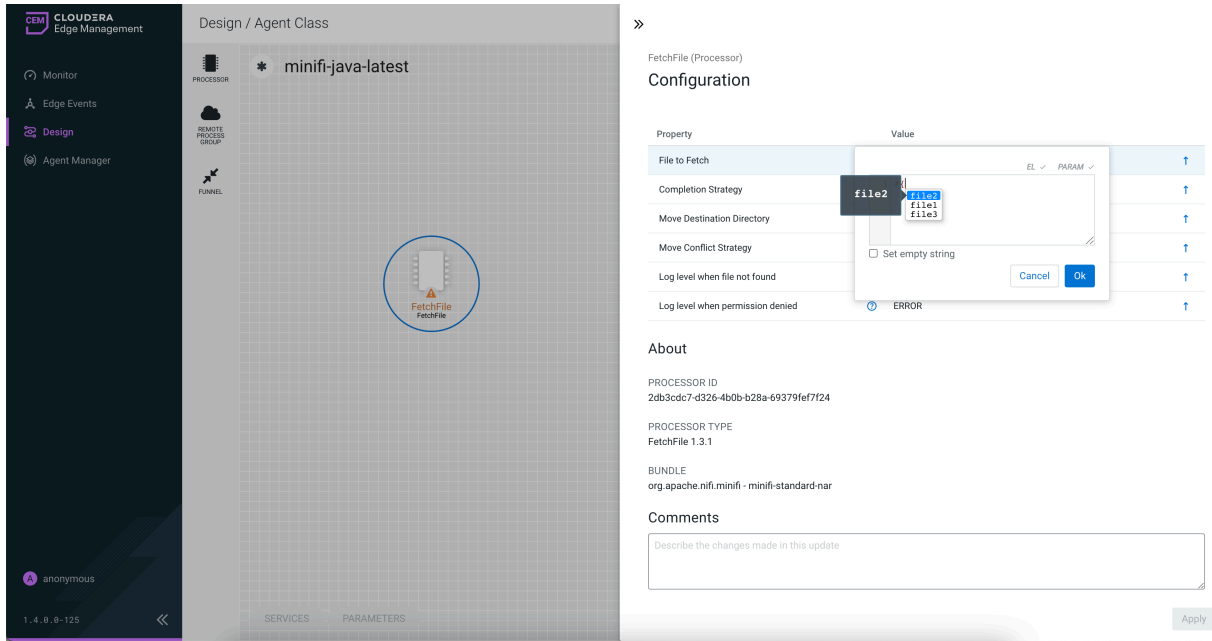 CEM
CLOUDERA
Edge Management
Monitor
Edge Events
Design
Agent Manager
A anonymous
1.4.0.0-125
Design / Agent Class
PROCESSOR
REMOTE
PROCESS
GROUP
FUNNEL
minifi-java-latest
FetchFile
FetchFile
SERVICES PARAMETERS
FetchFile (Processor)
Configuration
Property Value
File to Fetch
Completion Strategy
Move Destination Directory
Move Conflict Strategy
Log level when file not found
Log level when permission denied ERROR
EL PARAM
file2
file2
file1
file3
Set empty string
Cancel Ok
About
PROCESSOR ID
2db3cdc7-d326-4b0b-b28a-69379fef7f24
PROCESSOR TYPE
FetchFile 1.3.1
BUNDLE
org.apache.nifi.minifi - minifi-standard-nar
Comments
Describe the changes made in this update
Apply